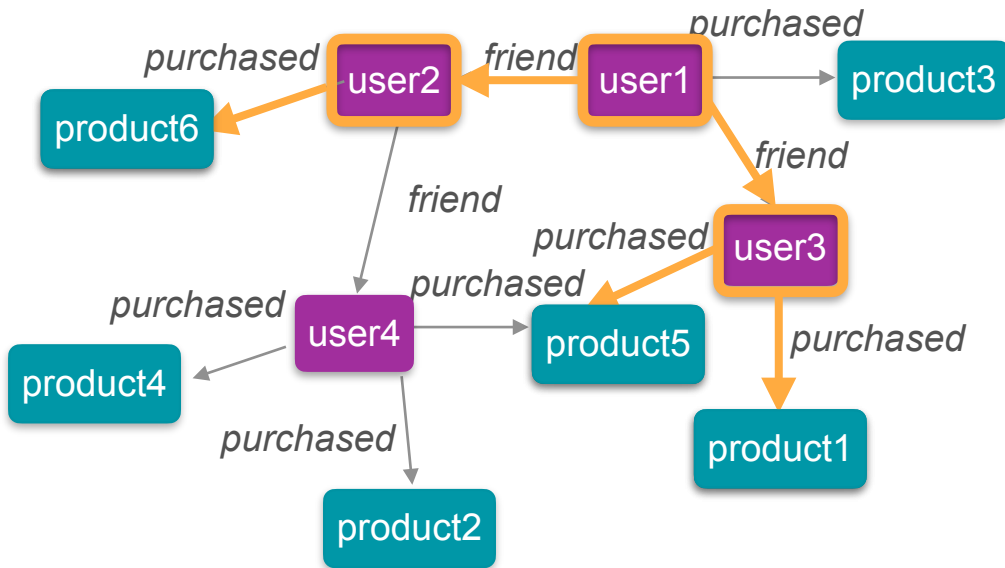 purchased
purchased
friend
user2
user1
product3
product6
friend
friend
purchased
user3
purchased
purchased
user4
product5
purchased
product4
purchased
product1
product2